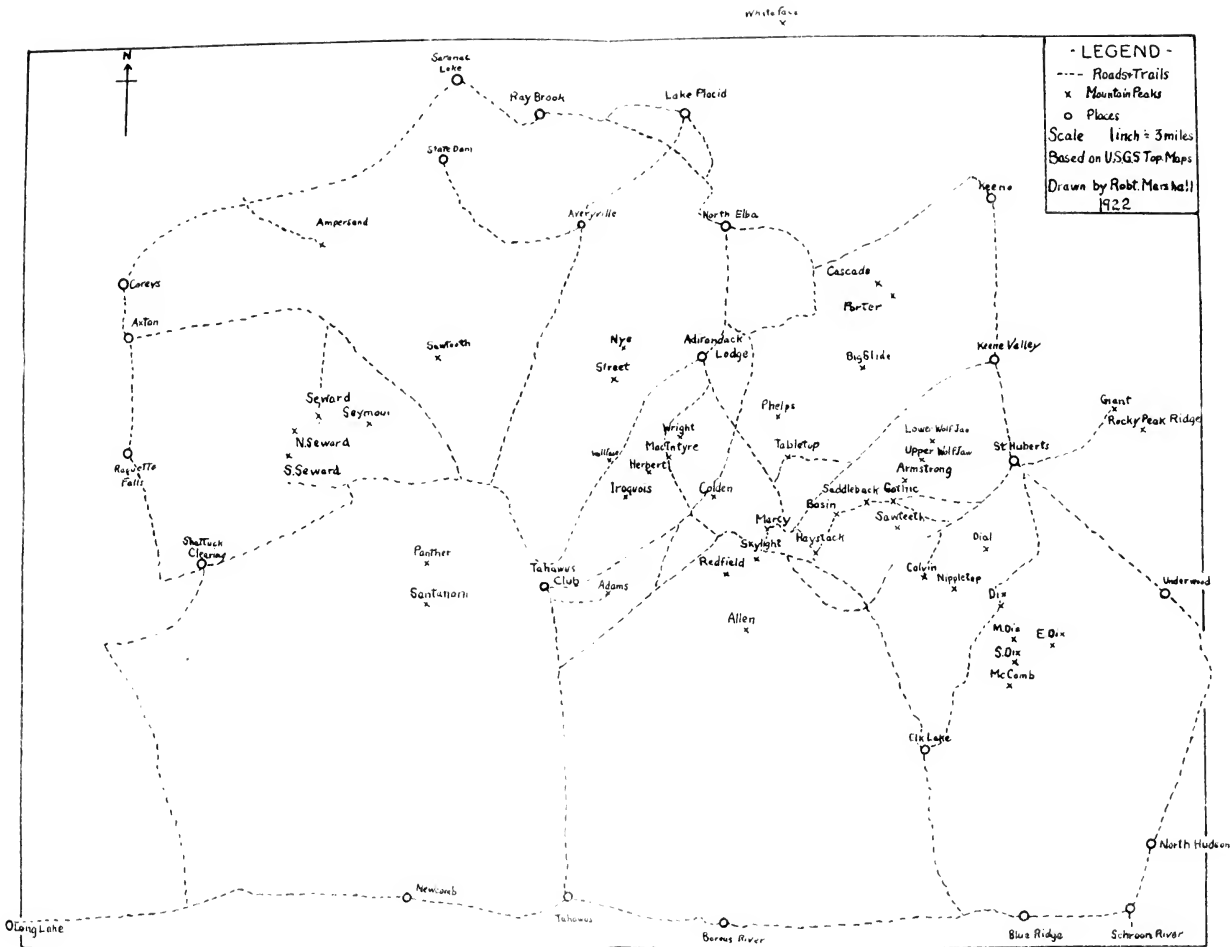 Whiteface
N
- LEGEND -
---- Roads+Trails
x Mountain Peaks
o Places
Scale 1 inch = 3 miles
Based on U.S.G.S Top. Maps
Drawn by Robt. Marshall
1922
Saranac
Lake
Ray Brook
Lake Placid
State Dam
Keene
Ampersand
Averyville
North Elba
Coreys
Cascade
Porter
Axton
Sawtooth
Nye
Street
Adirondack
Lodge
Big Slide
Keene Valley
Seward
Seymour
N. Seward
S. Seward
Phelps
Giant
Rocky Peak Ridge
Raquette
Falls
Wright
MacIntyre
Wallface
Herbert
Iroquois
Tabletop
Lower Wolf Jaw
Upper Wolf Jaw
Armstrong
St Huberts
Colden
Saddleback
Gothic
Basin
Sawteeth
Marcy
Skylight
Haystack
Dial
Shattuck
Clearing
Panther
Santanoni
Tahawus
Club
Adams
Redfield
Colvin
Nippletop
Dix
Underwood
Allen
M. Dix
E. Dix
S. Dix
McComb
Elk Lake
North Hudson
Newcomb
Long Lake
Tahawus
Boreas River
Blue Ridge
Schroon River